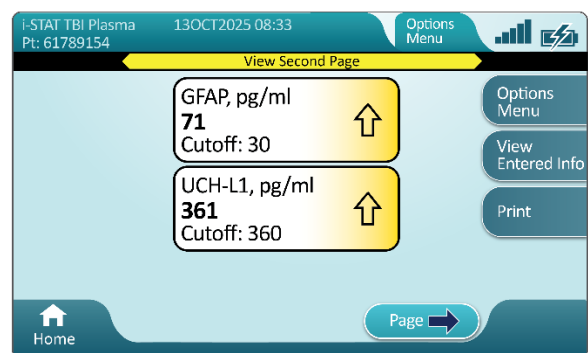 i-STAT TBI Plasma 13OCT2025 08:33 Options
Pt: 61789154 Menu
View Second Page
GFAP, pg/ml
71
Cutoff: 30
UCH-L1, pg/ml
361
Cutoff: 360
Options
Menu
View
Entered Info
Print
Page
Home